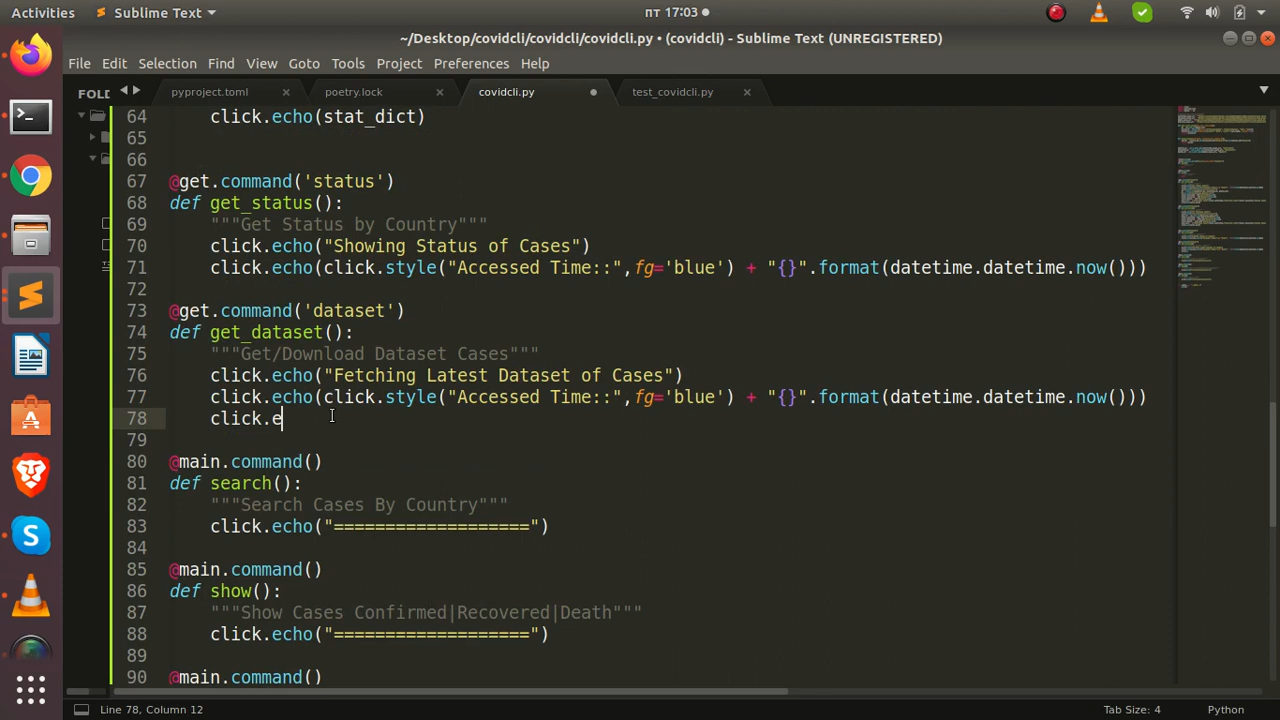 Activities
Sublime Text
пт 17:03
~/Desktop/covidcli/covidcli/covidcli.py • (covidcli) - Sublime Text (UNREGISTERED)
File Edit Selection Find View Goto Tools Project Preferences Help
FOLD
pyproject.toml
poetry.lock
covidcli.py
test_covidcli.py
64 click.echo(stat_dict)
65
66
67 @get.command('status')
68 def get_status():
69 """Get Status by Country"""
70 click.echo("Showing Status of Cases")
71 click.echo(click.style("Accessed Time::",fg='blue') + "{}".format(datetime.datetime.now()))
72
73 @get.command('dataset')
74 def get_dataset():
75 """Get/Download Dataset Cases"""
76 click.echo("Fetching Latest Dataset of Cases")
77 click.echo(click.style("Accessed Time::",fg='blue') + "{}".format(datetime.datetime.now()))
78 click.e
79
80 @main.command()
81 def search():
82 """Search Cases By Country"""
83 click.echo("===================")
84
85 @main.command()
86 def show():
87 """Show Cases Confirmed|Recovered|Death"""
88 click.echo("===================")
89
90 @main.command()
Line 78, Column 12
Tab Size: 4
Python